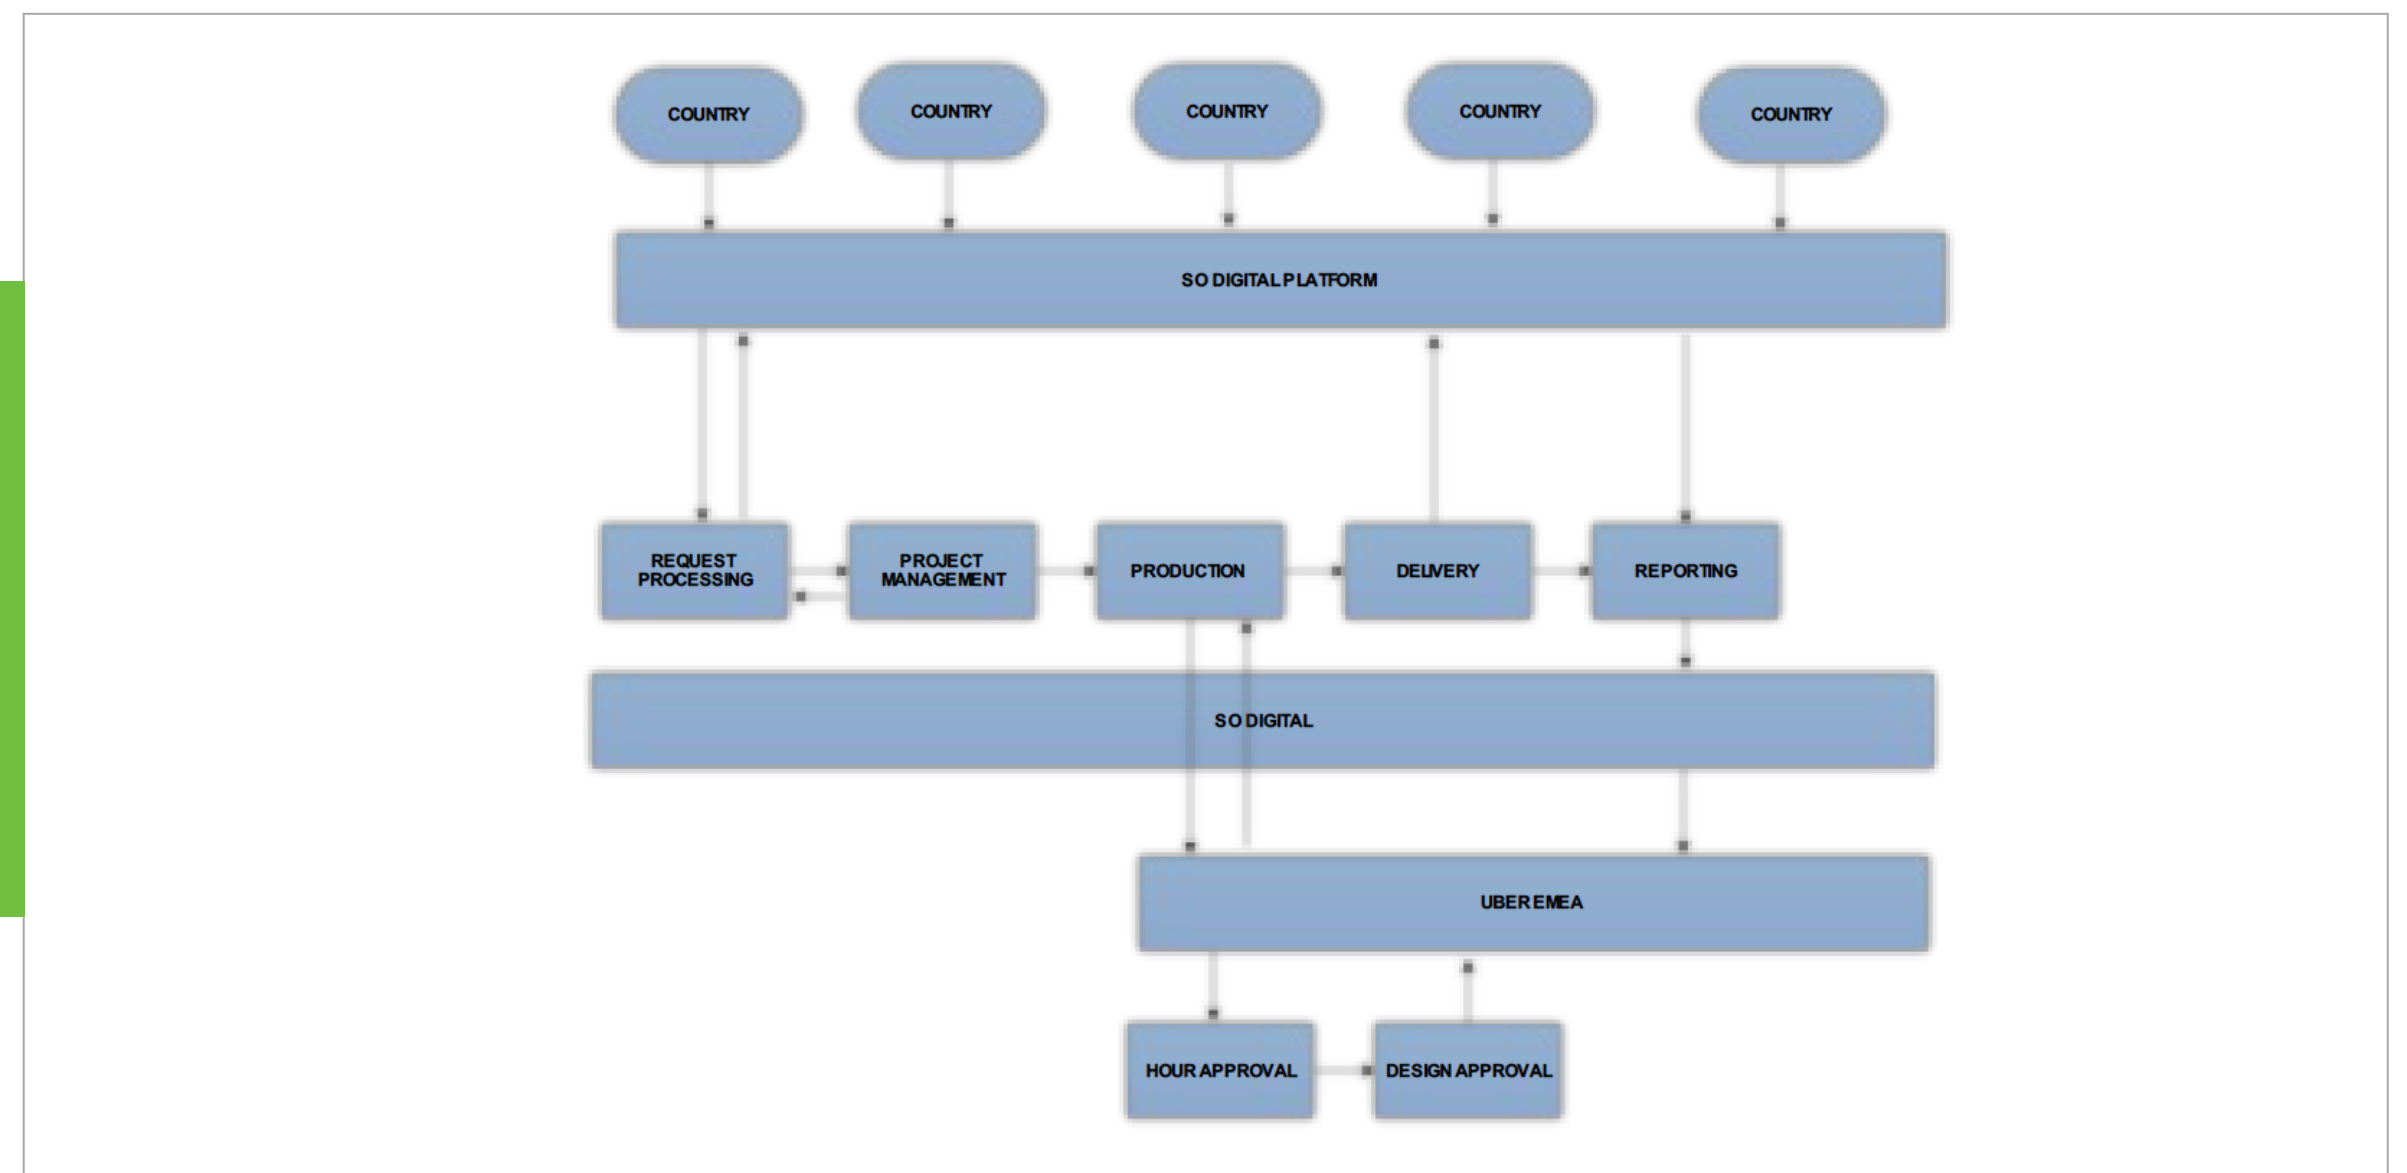 COUNTRY
COUNTRY
COUNTRY
COUNTRY
COUNTRY
SO DIGITAL PLATFORM
REQUEST
PROCESSING
PROJECT
MANAGEMENT
PRODUCTION
DELIVERY
REPORTING
SO DIGITAL
UBER EMEA
HOUR APPROVAL
DESIGN APPROVAL